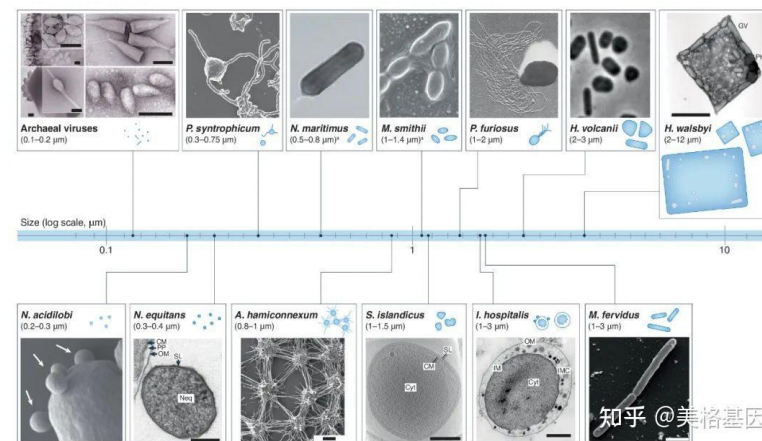 Archaeal viruses
(0.1–0.2 µm)
P. syntrophicum
(0.3–0.75 µm)
N. maritimus
(0.5–0.8 µm)ᵃ
M. smithii
(1–1.4 µm)ᵃ
P. furiosus
(1–2 µm)
H. volcanii
(2–3 µm)
GV
H. walsbyi
(2–12 µm)
Size (log scale, µm)
0.1
1
10
N. acidilobi
(0.2–0.3 µm)
N. equitans
(0.3–0.4 µm)
CM
PP
OM
SL
Neq
A. hamiconnexum
(0.8–1 µm)
S. islandicus
(1–1.5 µm)
SL
CM
Cyt
I. hospitalis
(1–3 µm)
OM
IM
IMC
Cyt
M. fervidus
(1–3 µm)
知乎 @美格基因